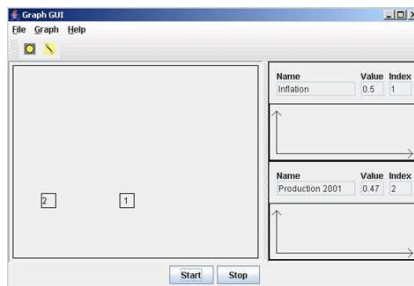 Graph GUI
File Graph Help
Name Value Index
Inflation 0.5 1
Name Value Index
Production 2001 0.47 2
2 1
Start Stop